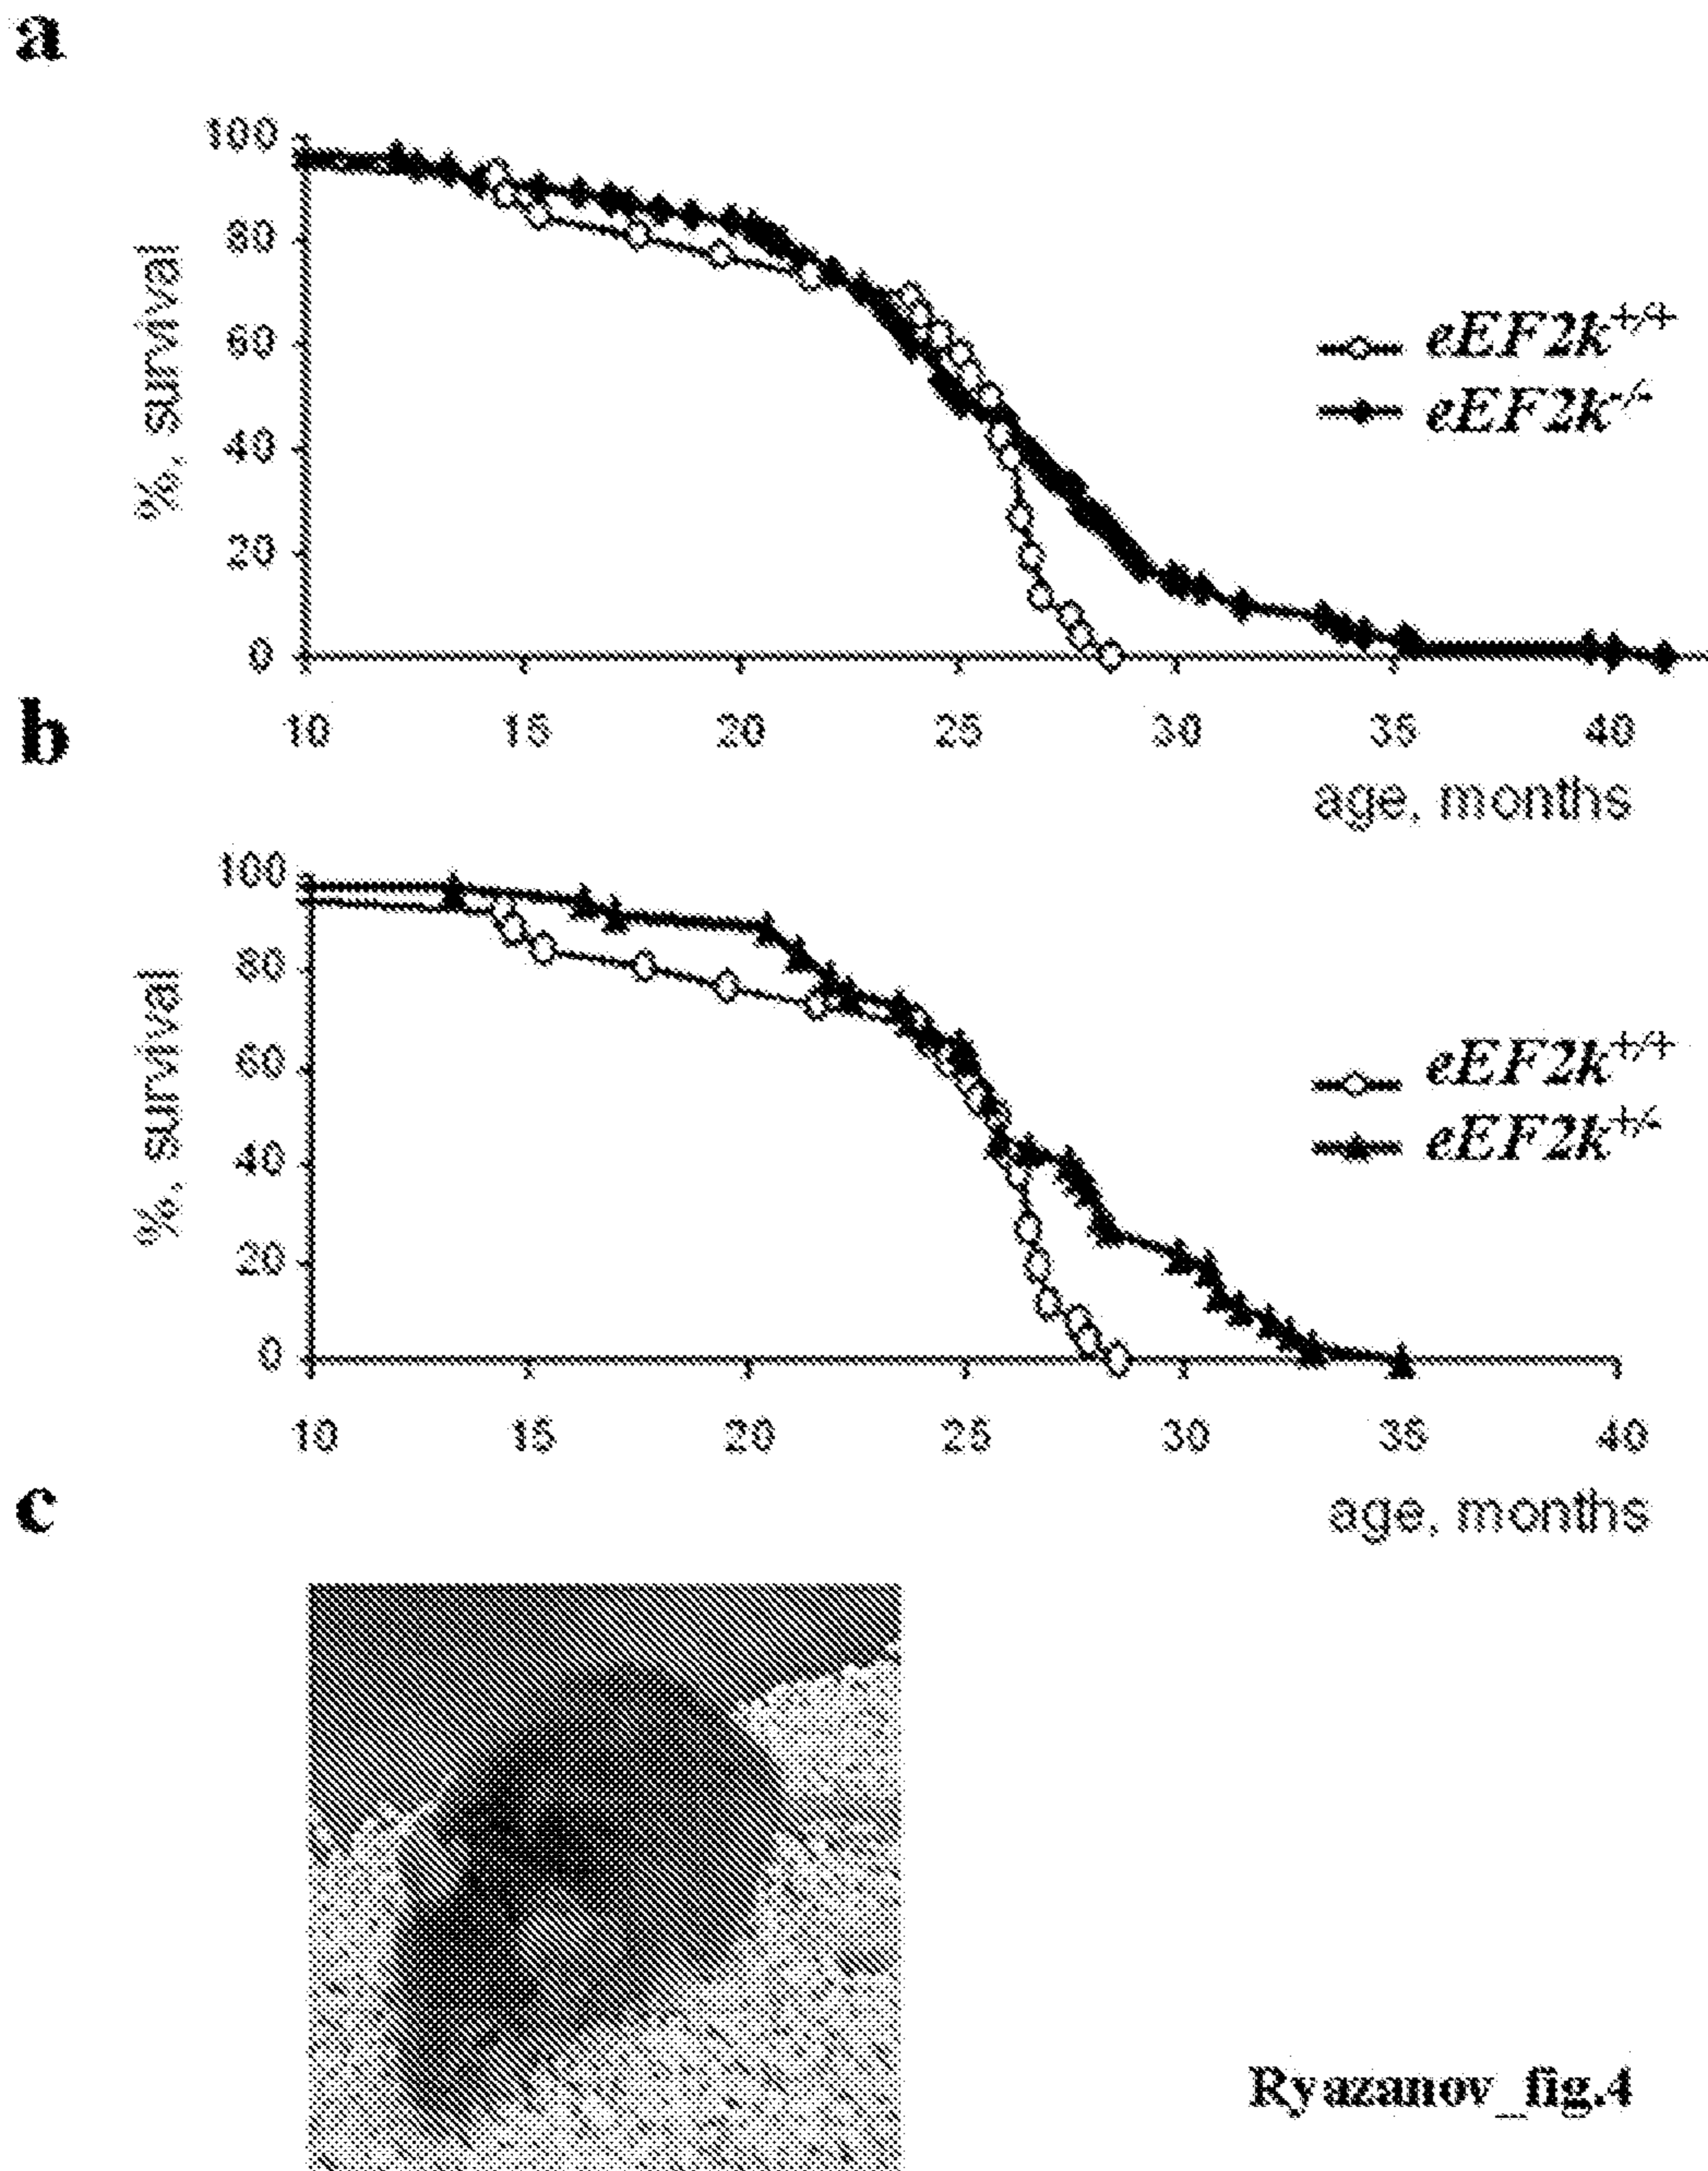 a
100
80
60
40
20
0
%, survival
eEF2k+/+
eEF2k-/-
10 15 20 25 30 35 40
age, months
b
100
80
60
40
20
0
%, survival
eEF2k+/+
eEF2k+/-
10 15 20 25 30 35 40
age, months
c
Ryazanov_fig.4